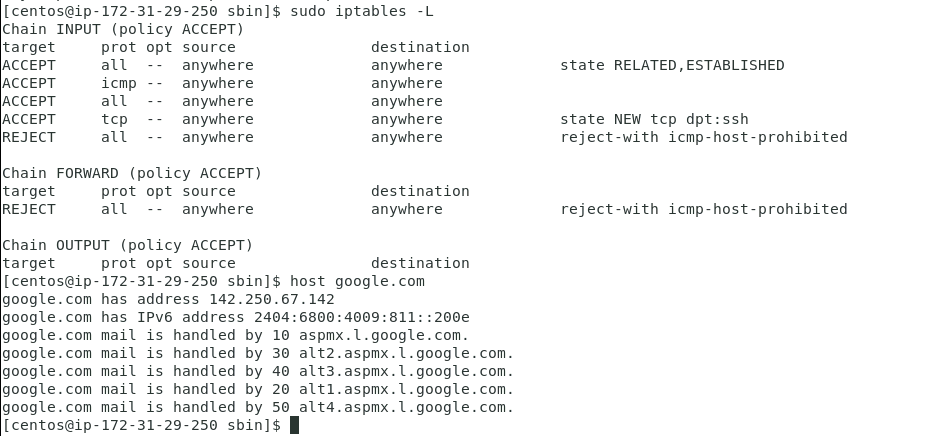 [centos@ip-172-31-29-250 sbin]$ sudo iptables -L
Chain INPUT (policy ACCEPT)
target     prot opt source               destination
ACCEPT     all  --  anywhere             anywhere             state RELATED,ESTABLISHED
ACCEPT     icmp --  anywhere             anywhere
ACCEPT     all  --  anywhere             anywhere
ACCEPT     tcp  --  anywhere             anywhere             state NEW tcp dpt:ssh
REJECT     all  --  anywhere             anywhere             reject-with icmp-host-prohibited

Chain FORWARD (policy ACCEPT)
target     prot opt source               destination
REJECT     all  --  anywhere             anywhere             reject-with icmp-host-prohibited

Chain OUTPUT (policy ACCEPT)
target     prot opt source               destination
[centos@ip-172-31-29-250 sbin]$ host google.com
google.com has address 142.250.67.142
google.com has IPv6 address 2404:6800:4009:811::200e
google.com mail is handled by 10 aspmx.l.google.com.
google.com mail is handled by 30 alt2.aspmx.l.google.com.
google.com mail is handled by 40 alt3.aspmx.l.google.com.
google.com mail is handled by 20 alt1.aspmx.l.google.com.
google.com mail is handled by 50 alt4.aspmx.l.google.com.
[centos@ip-172-31-29-250 sbin]$